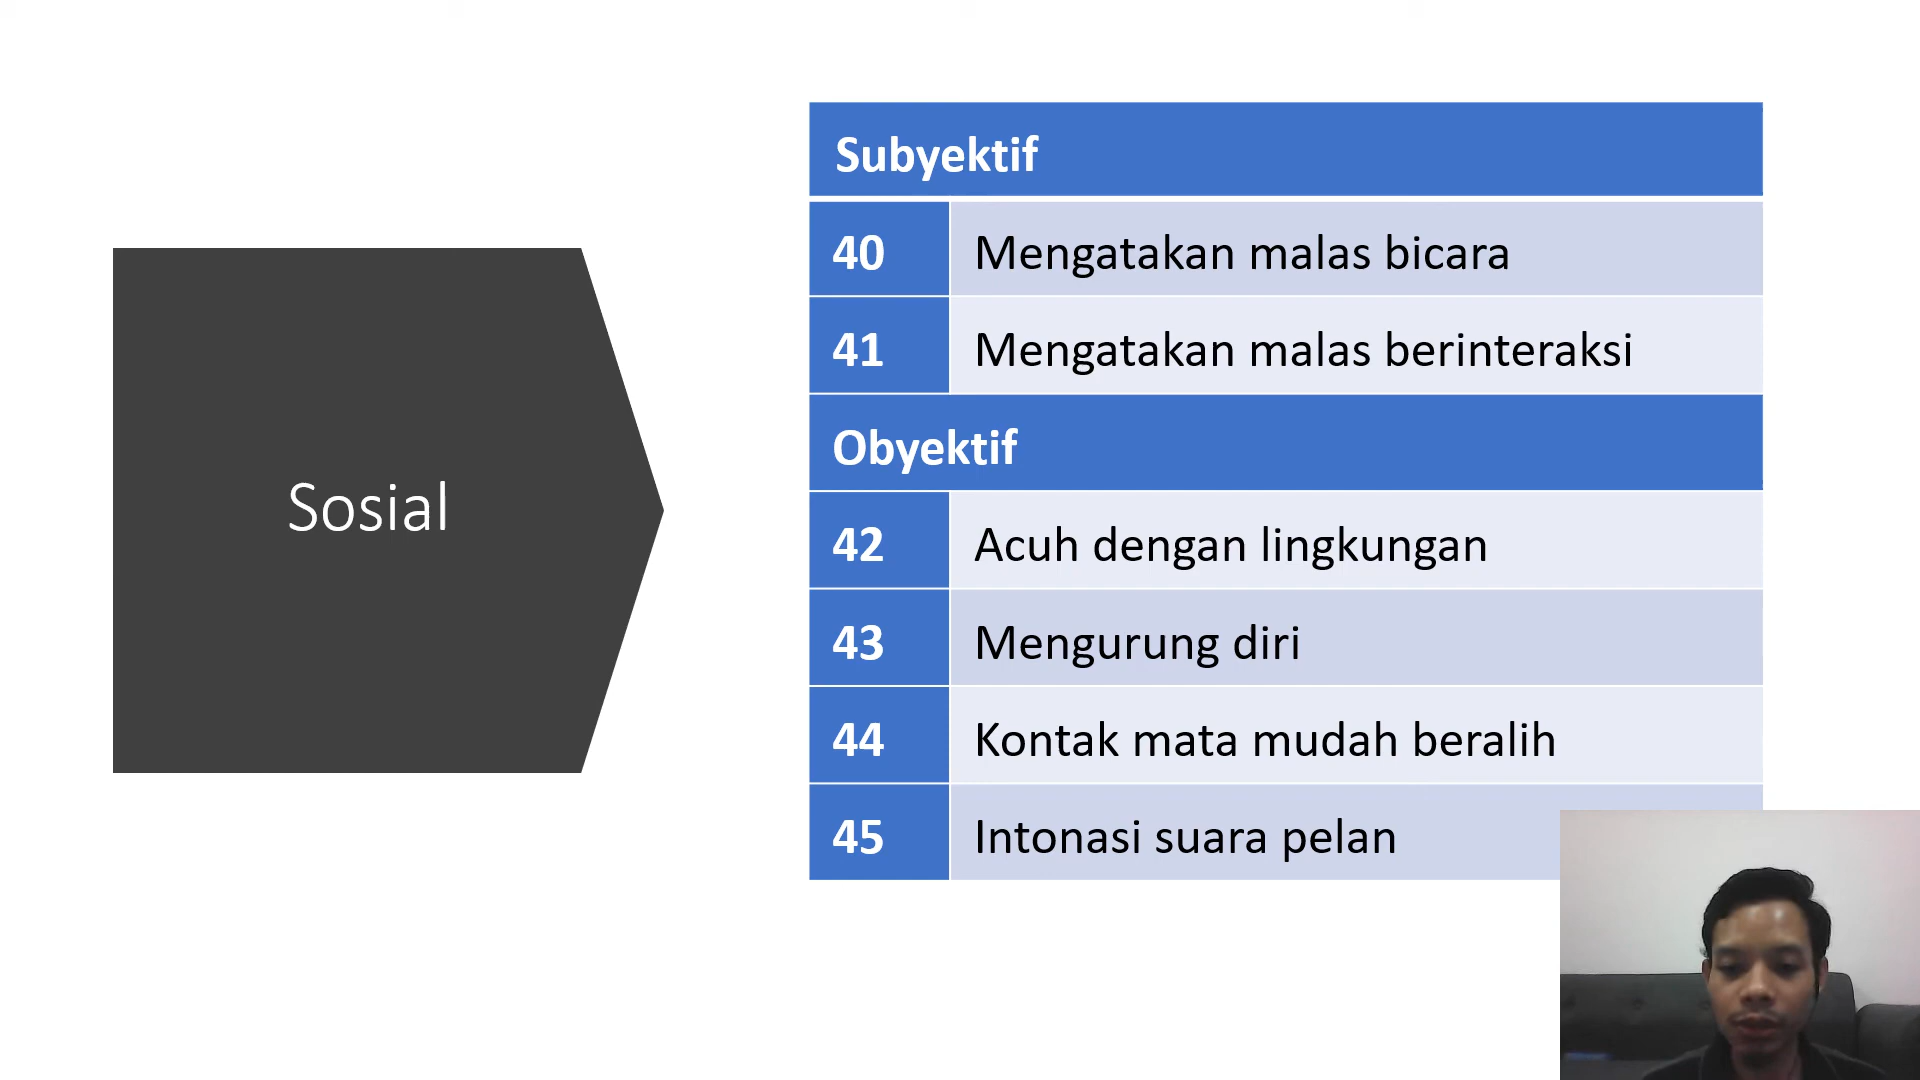 Sosial
Subyektif
40 Mengatakan malas bicara
41 Mengatakan malas berinteraksi
Obyektif
42 Acuh dengan lingkungan
43 Mengurung diri
44 Kontak mata mudah beralih
45 Intonasi suara pelan